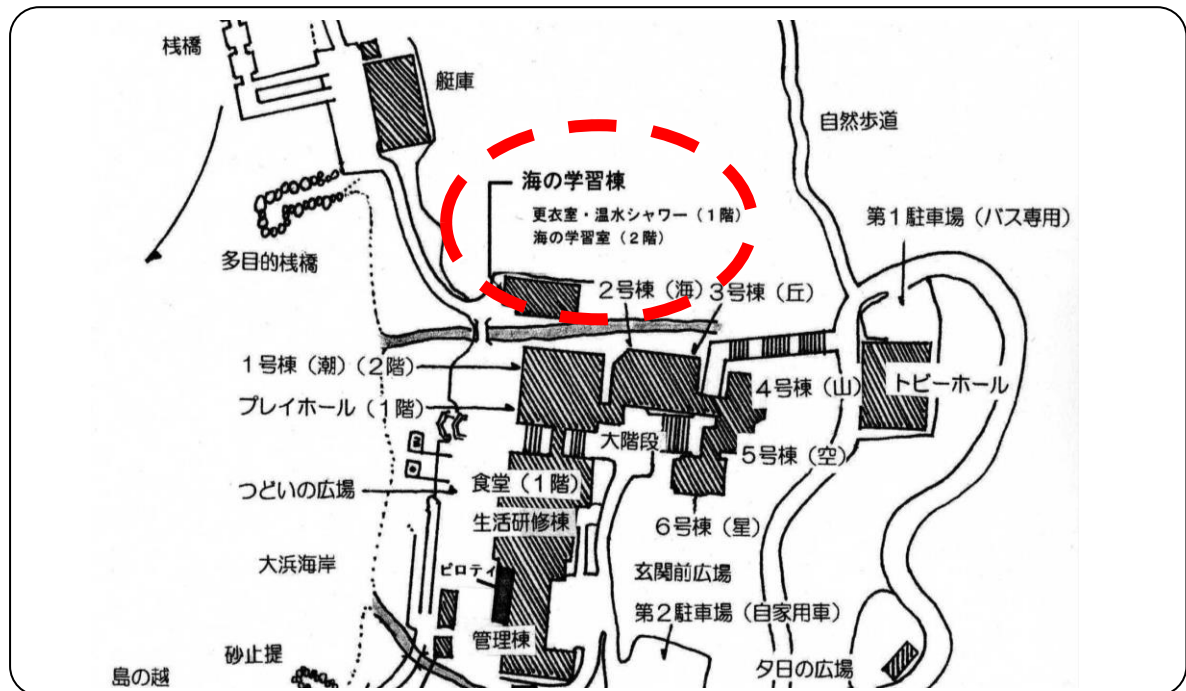 桟橋
艇庫
自然歩道
海の学習棟
更衣室・温水シャワー（１階）
海の学習室（２階）
第１駐車場（バス専用）
多目的桟橋
２号棟（海）
３号棟（丘）
１号棟（潮）（２階）
４号棟（山）
トビーホール
プレイホール（１階）
大階段
５号棟（空）
つどいの広場
食堂（１階）
生活研修棟
６号棟（星）
大浜海岸
ピロティ
玄関前広場
第２駐車場（自家用車）
管理棟
砂止提
夕日の広場
島の越